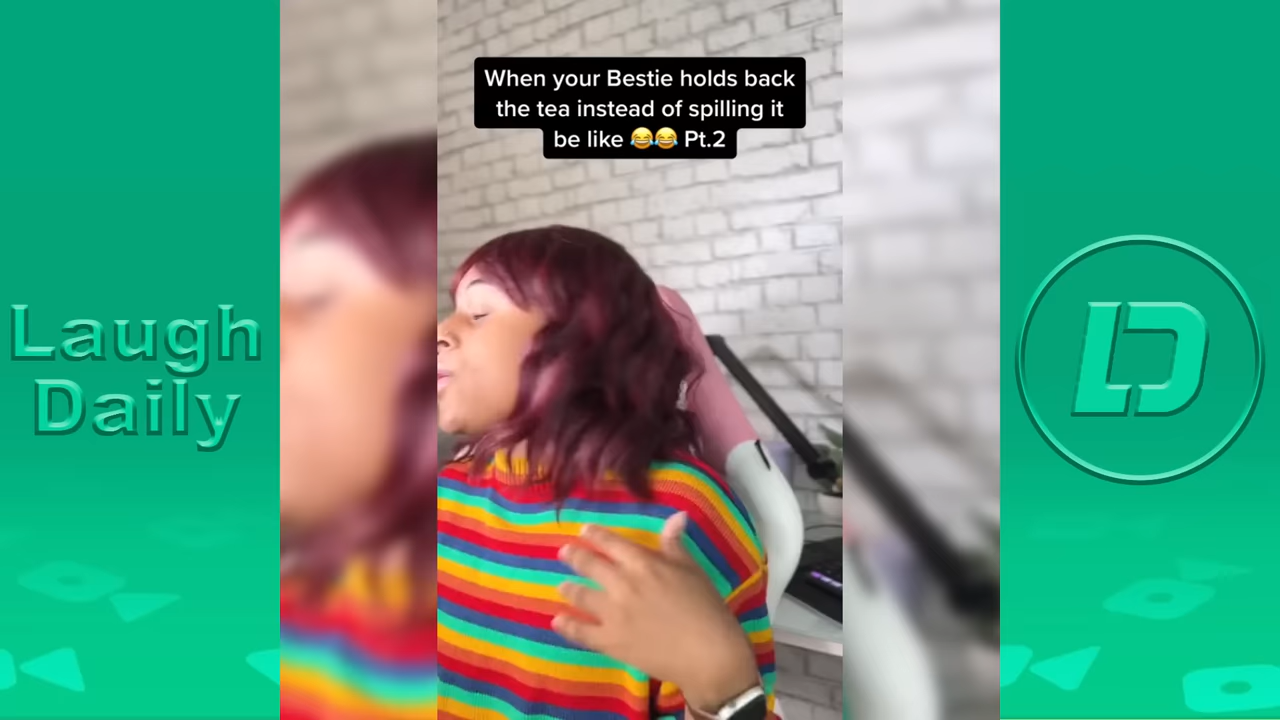 When your Bestie holds back
the tea instead of spilling it
be like 😂😂 Pt.2
Laugh
Daily
LD